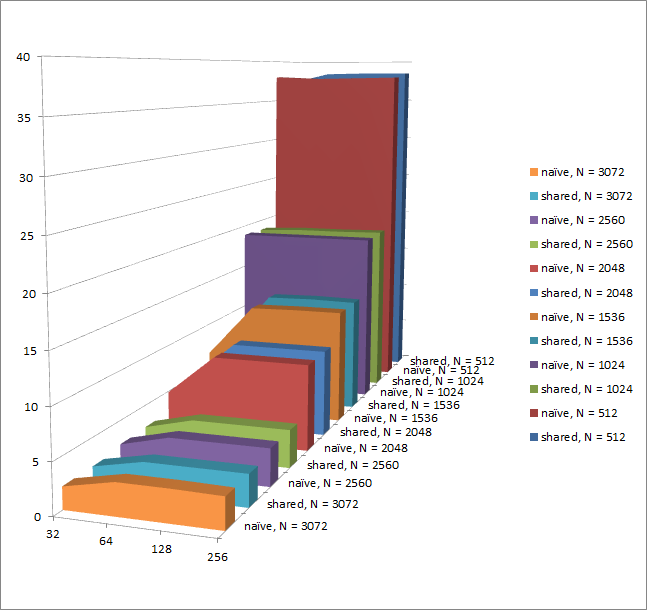 40
35
30
25
20
15
10
5
0
32
64
128
256
shared, N = 512
naïve, N = 512
shared, N = 1024
naïve, N = 1024
shared, N = 1536
naïve, N = 1536
shared, N = 2048
naïve, N = 2048
shared, N = 2560
naïve, N = 2560
shared, N = 3072
naïve, N = 3072
naïve, N = 3072
shared, N = 3072
naïve, N = 2560
shared, N = 2560
naïve, N = 2048
shared, N = 2048
naïve, N = 1536
shared, N = 1536
naïve, N = 1024
shared, N = 1024
naïve, N = 512
shared, N = 512